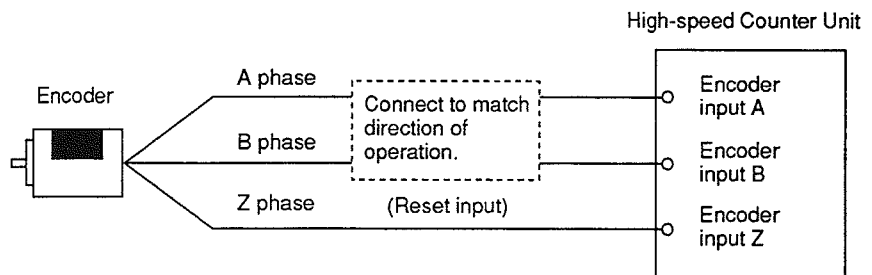 High-speed Counter Unit
A phase
Encoder
Connect to match
direction of
operation.
Encoder
input A
B phase
Encoder
input B
Z phase
(Reset input)
Encoder
input Z